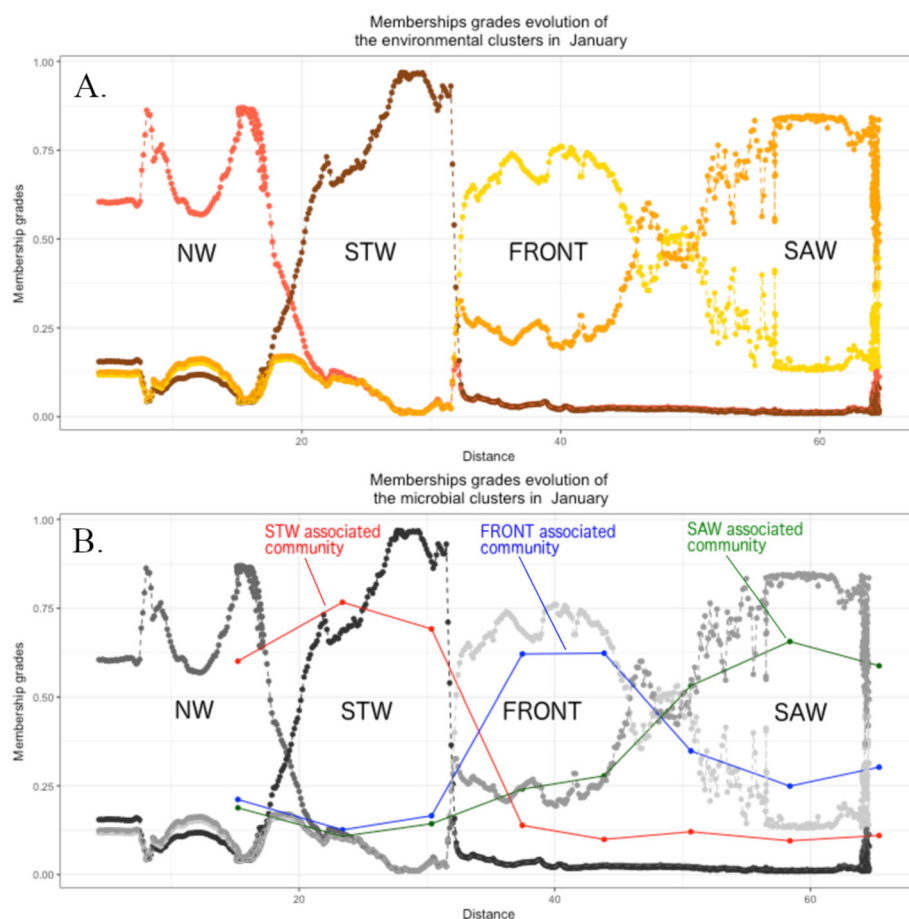 Memberships grades evolution of
the environmental clusters in January
A.
1.00
0.75
0.50
0.25
0.00
Membership grades
NW
STW
FRONT
SAW
20
40
60
Distance
Memberships grades evolution of
the microbial clusters in January
B.
1.00
0.75
0.50
0.25
0.00
Membership grades
STW associated
community
FRONT associated
community
SAW associated
community
NW
STW
FRONT
SAW
20
40
60
Distance